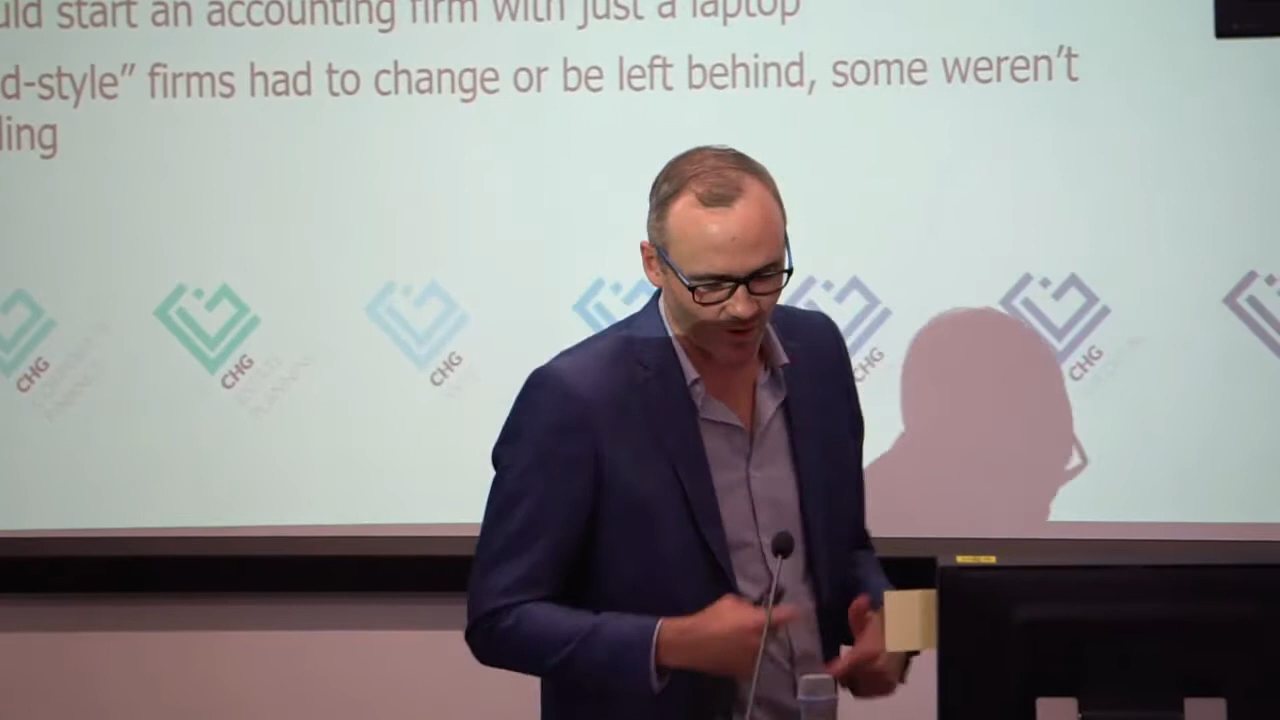 uld start an accounting firm with just a laptop
d-style” firms had to change or be left behind, some weren’t
ling
CHG
CHG
CHG
CHG
CHG